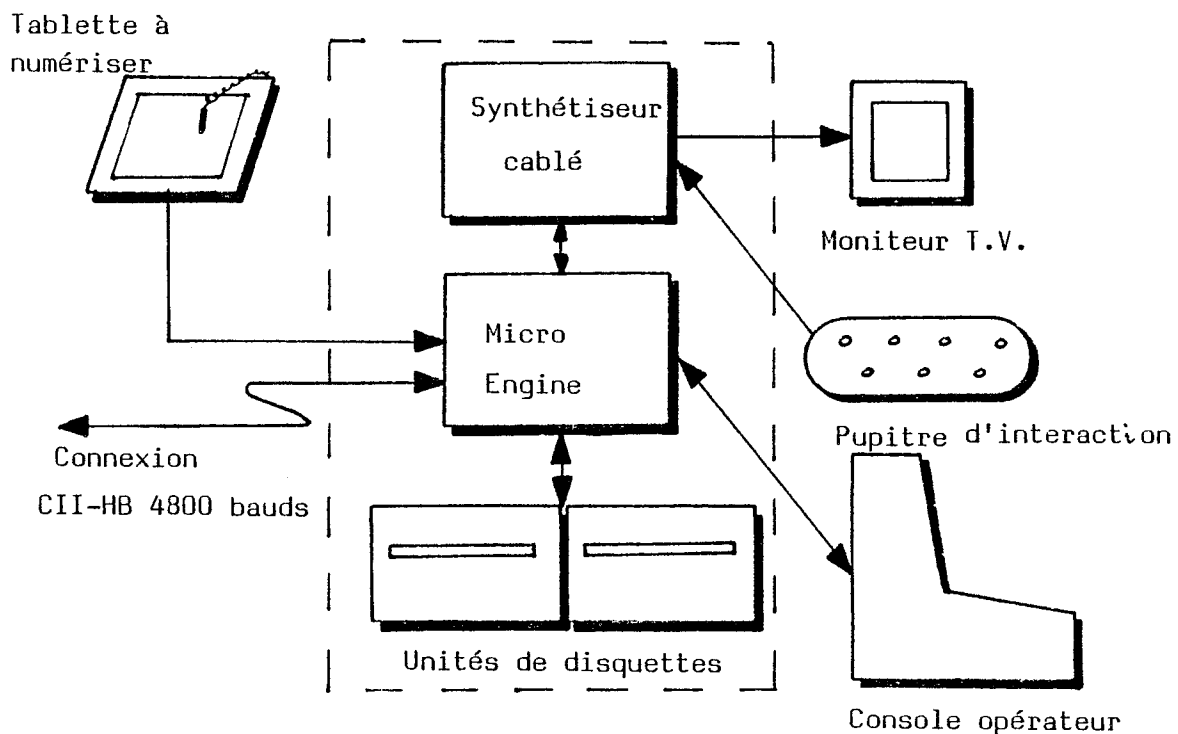 Tablette à
numériser
Synthétiseur
cablé
Moniteur T.V.
Micro
Engine
Pupitre d'interaction
Connexion
CII-HB 4800 bauds
Unités de disquettes
Console opérateur